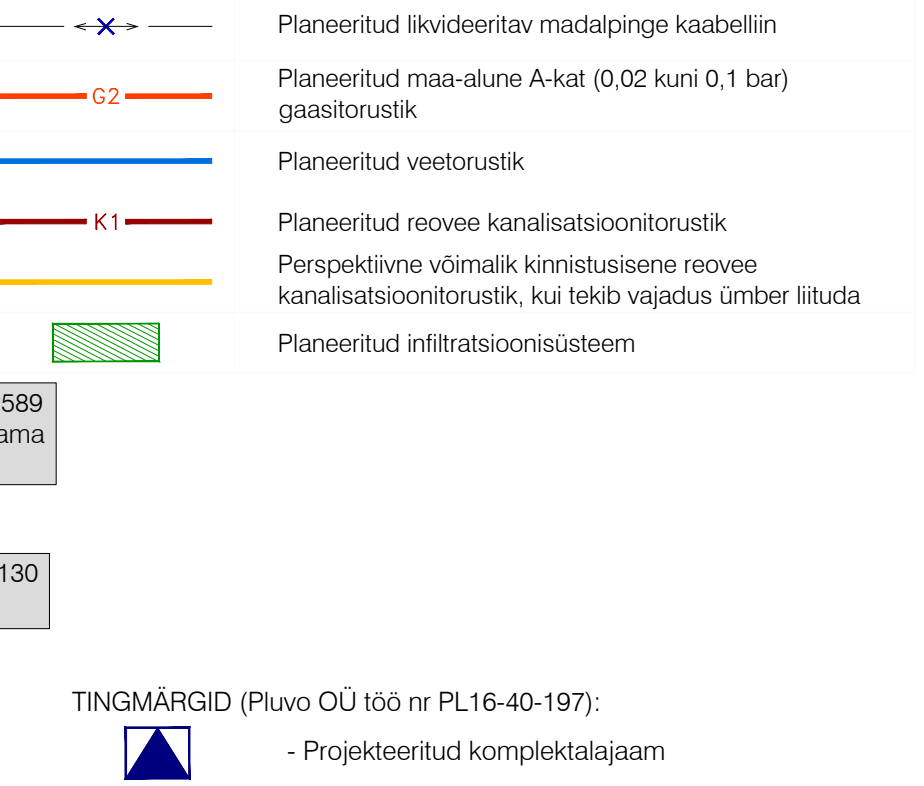 Planeeritud likvideeritav madalpinge kaabelliin
G2
Planeeritud maa-alune A-kat (0,02 kuni 0,1 bar)
gaasitorustik
Planeeritud veetorustik
K1
Planeeritud reovee kanalisatsioonitorustik
Perspektiivne võimalik kinnistusisene reovee
kanalisatsioonitorustik, kui tekib vajadus ümber liituda
Planeeritud infiltratsioonisüsteem
589
ama
130
TINGMÄRGID (Pluvo OÜ töö nr PL16-40-197):
- Projekteeritud komplektalajaam